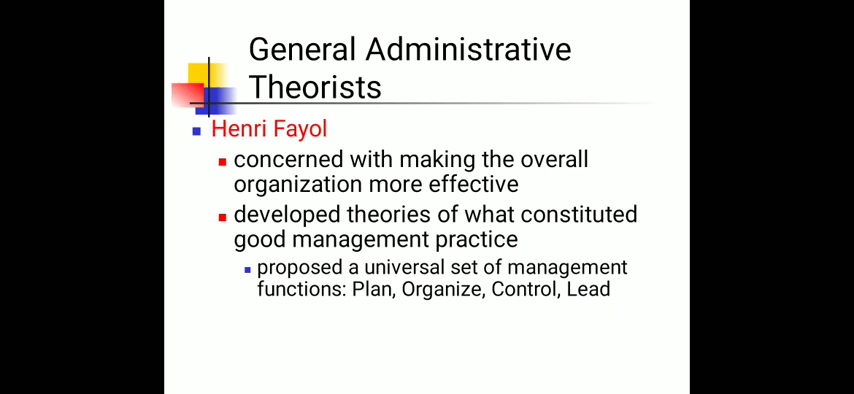 General Administrative
Theorists
Henri Fayol
concerned with making the overall
organization more effective
developed theories of what constituted
good management practice
proposed a universal set of management
functions: Plan, Organize, Control, Lead